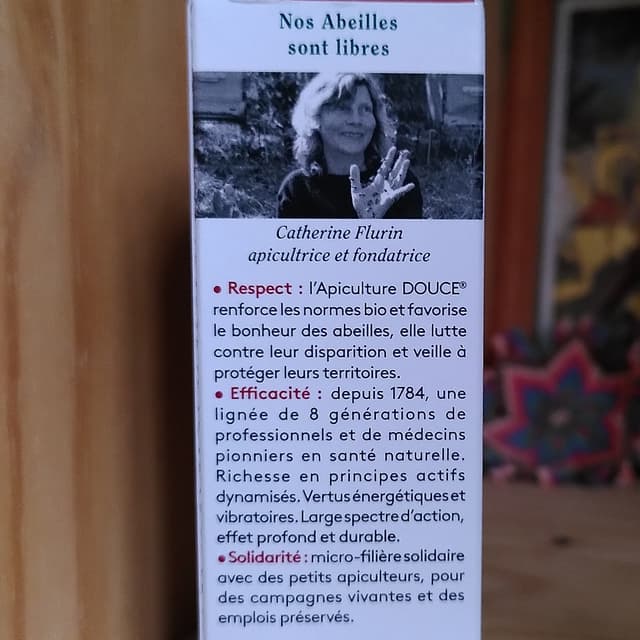 Nos Abeilles
sont libres
Catherine Flurin
apicultrice et fondatrice
• Respect : l'Apiculture DOUCE®
renforce les normes bio et favorise
le bonheur des abeilles, elle lutte
contre leur disparition et veille à
protéger leurs territoires.
• Efficacité : depuis 1784, une
lignée de 8 générations de
professionnels et de médecins
pionniers en santé naturelle.
Richesse en principes actifs
dynamisés. Vertus énergétiques et
vibratoires. Large spectre d'action,
effet profond et durable.
• Solidarité : micro-filière solidaire
avec des petits apiculteurs, pour
des campagnes vivantes et des
emplois préservés.